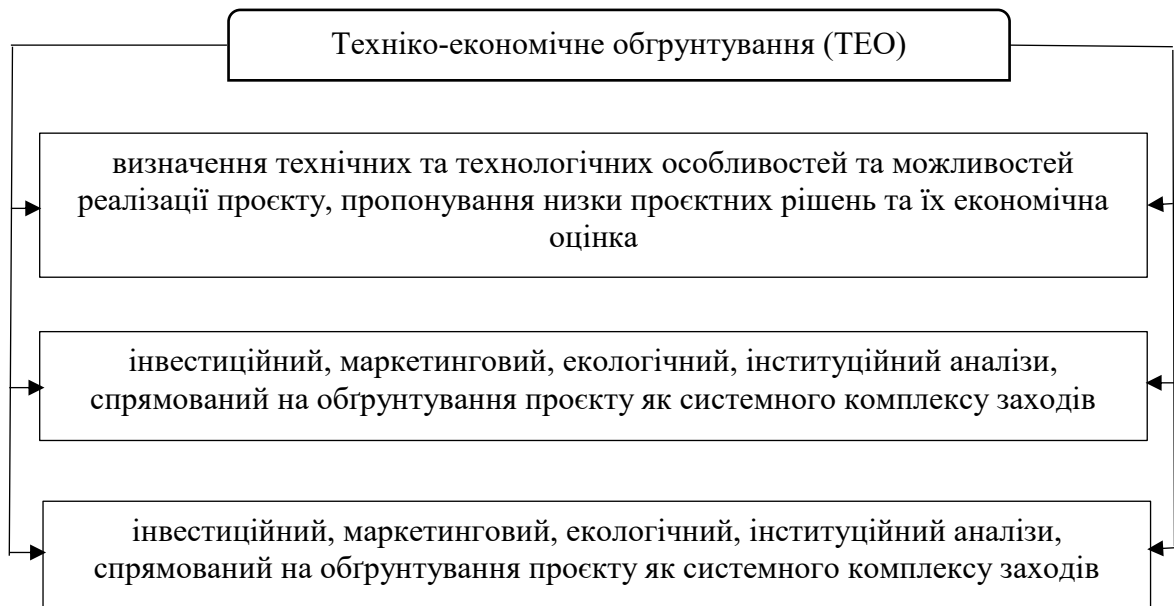 Техніко-економічне обгрунтування (ТЕО)
визначення технічних та технологічних особливостей та можливостей
реалізації проєкту, пропонування низки проєктних рішень та їх економічна
оцінка
інвестиційний, маркетинговий, екологічний, інституційний аналізи,
спрямований на обґрунтування проєкту як системного комплексу заходів
інвестиційний, маркетинговий, екологічний, інституційний аналізи,
спрямований на обґрунтування проєкту як системного комплексу заходів